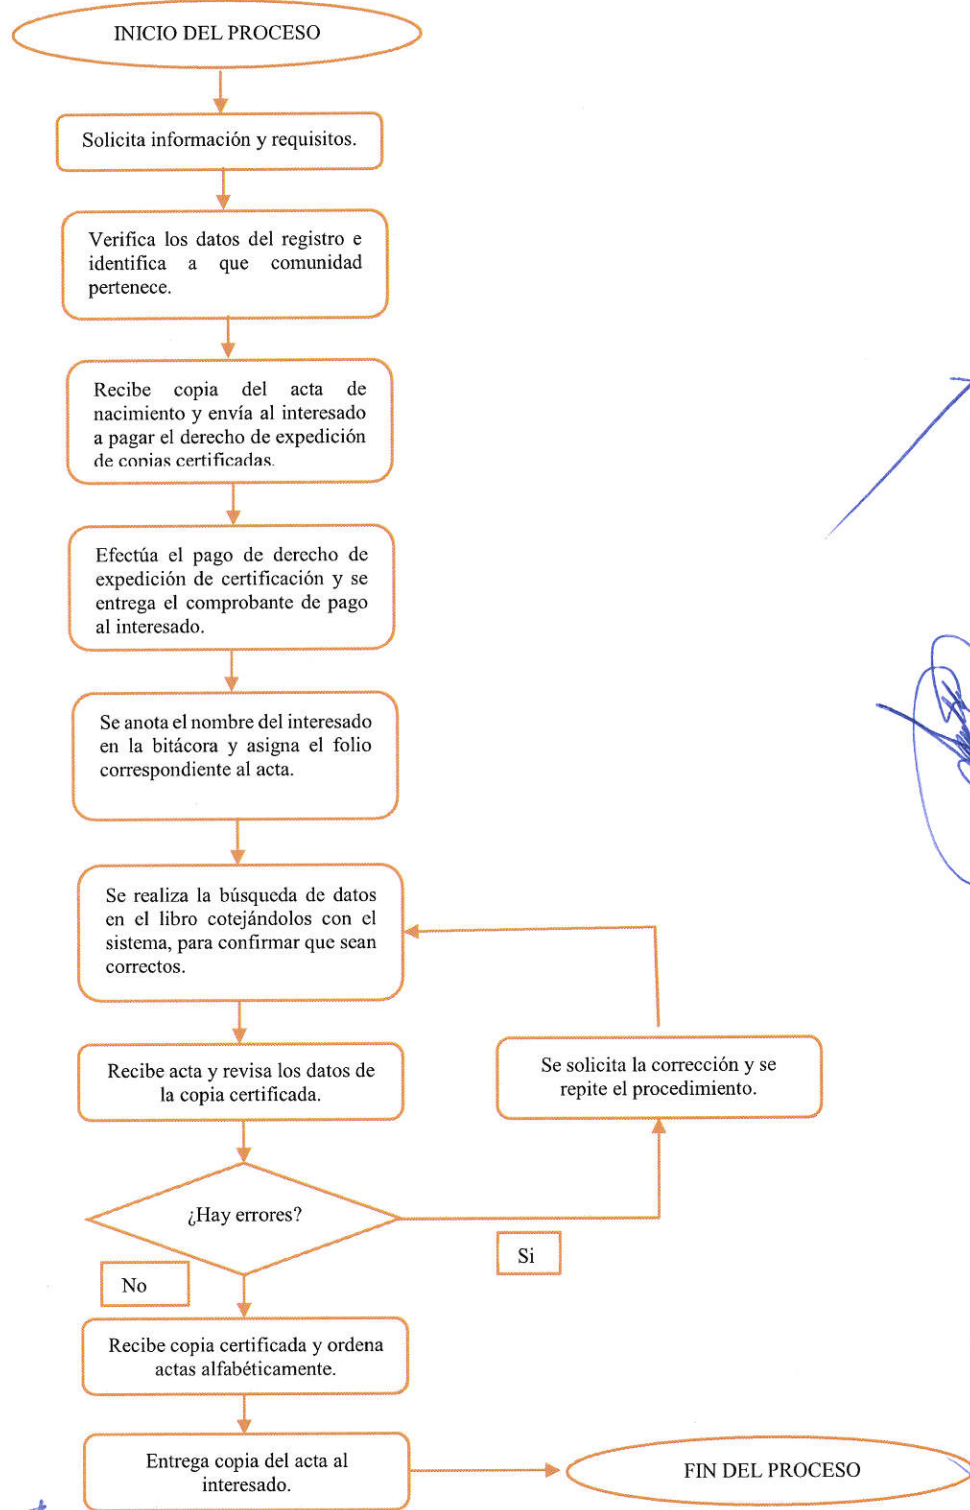 INICIO DEL PROCESO
Solicita información y requisitos.
Verifica los datos del registro e
identifica a que comunidad
pertenece.
Recibe copia del acta de
nacimiento y envía al interesado
a pagar el derecho de expedición
de copias certificadas.
Efectúa el pago de derecho de
expedición de certificación y se
entrega el comprobante de pago
al interesado.
Se anota el nombre del interesado
en la bitácora y asigna el folio
correspondiente al acta.
Se realiza la búsqueda de datos
en el libro cotejándolos con el
sistema, para confirmar que sean
correctos.
Recibe acta y revisa los datos de
la copia certificada.
Se solicita la corrección y se
repite el procedimiento.
¿Hay errores?
Si
No
Recibe copia certificada y ordena
actas alfabéticamente.
Entrega copia del acta al
interesado.
FIN DEL PROCESO